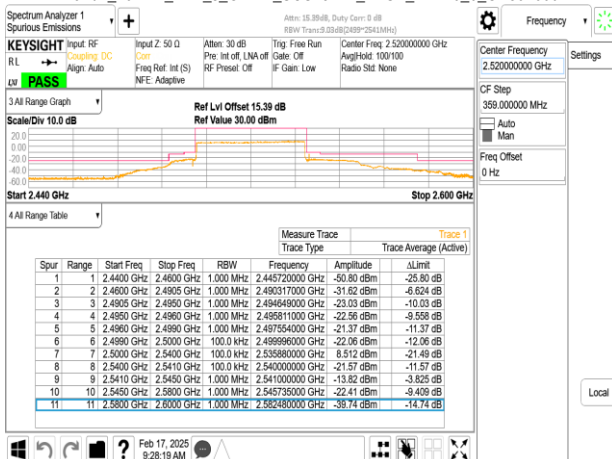 Spectrum Analyzer 1
Spurious Emissions
Attn: 15.39dB, Duty Corr: 0 dB
RBW Trans:9.03dB(2499~2541MHz)
Frequency
KEYSIGHT
RL
PASS
Input: RF
Coupling: DC
Align: Auto
Input Z: 50 Ω
Corr
Freq Ref: Int (S)
NFE: Adaptive
Atten: 30 dB
Pre: Int off, LNA off
RF Preset: Off
Trig: Free Run
Gate: Off
IF Gain: Low
Center Freq: 2.520000000 GHz
Avg|Hold: 100/100
Radio Std: None
Center Frequency
2.520000000 GHz
Settings
CF Step
359.000000 MHz
Auto
Man
Freq Offset
0 Hz
Local
3 All Range Graph
Scale/Div 10.0 dB
Ref Lvl Offset 15.39 dB
Ref Value 30.00 dBm
20.0
0.00
-20.0
-40.0
-60.0
Start 2.440 GHz
Stop 2.600 GHz
4 All Range Table
Measure Trace Trace 1
Trace Type Trace Average (Active)
Spur Range Start Freq Stop Freq RBW Frequency Amplitude ΔLimit
1 1 2.4400 GHz 2.4600 GHz 1.000 MHz 2.445720000 GHz -50.80 dBm -25.80 dB
2 2 2.4600 GHz 2.4905 GHz 1.000 MHz 2.490317000 GHz -31.62 dBm -6.624 dB
3 3 2.4905 GHz 2.4950 GHz 1.000 MHz 2.494649000 GHz -23.03 dBm -10.03 dB
4 4 2.4950 GHz 2.4960 GHz 1.000 MHz 2.495811000 GHz -22.56 dBm -9.558 dB
5 5 2.4960 GHz 2.4990 GHz 1.000 MHz 2.497554000 GHz -21.37 dBm -11.37 dB
6 6 2.4990 GHz 2.5000 GHz 100.0 kHz 2.499996000 GHz -22.06 dBm -12.06 dB
7 7 2.5000 GHz 2.5400 GHz 100.0 kHz 2.535880000 GHz 8.512 dBm -21.49 dB
8 8 2.5400 GHz 2.5410 GHz 100.0 kHz 2.540000000 GHz -21.57 dBm -11.57 dB
9 9 2.5410 GHz 2.5450 GHz 1.000 MHz 2.541000000 GHz -13.82 dBm -3.825 dB
10 10 2.5450 GHz 2.5800 GHz 1.000 MHz 2.545735000 GHz -22.41 dBm -9.409 dB
11 11 2.5800 GHz 2.6000 GHz 1.000 MHz 2.582480000 GHz -39.74 dBm -14.74 dB
Feb 17, 2025
9:28:19 AM